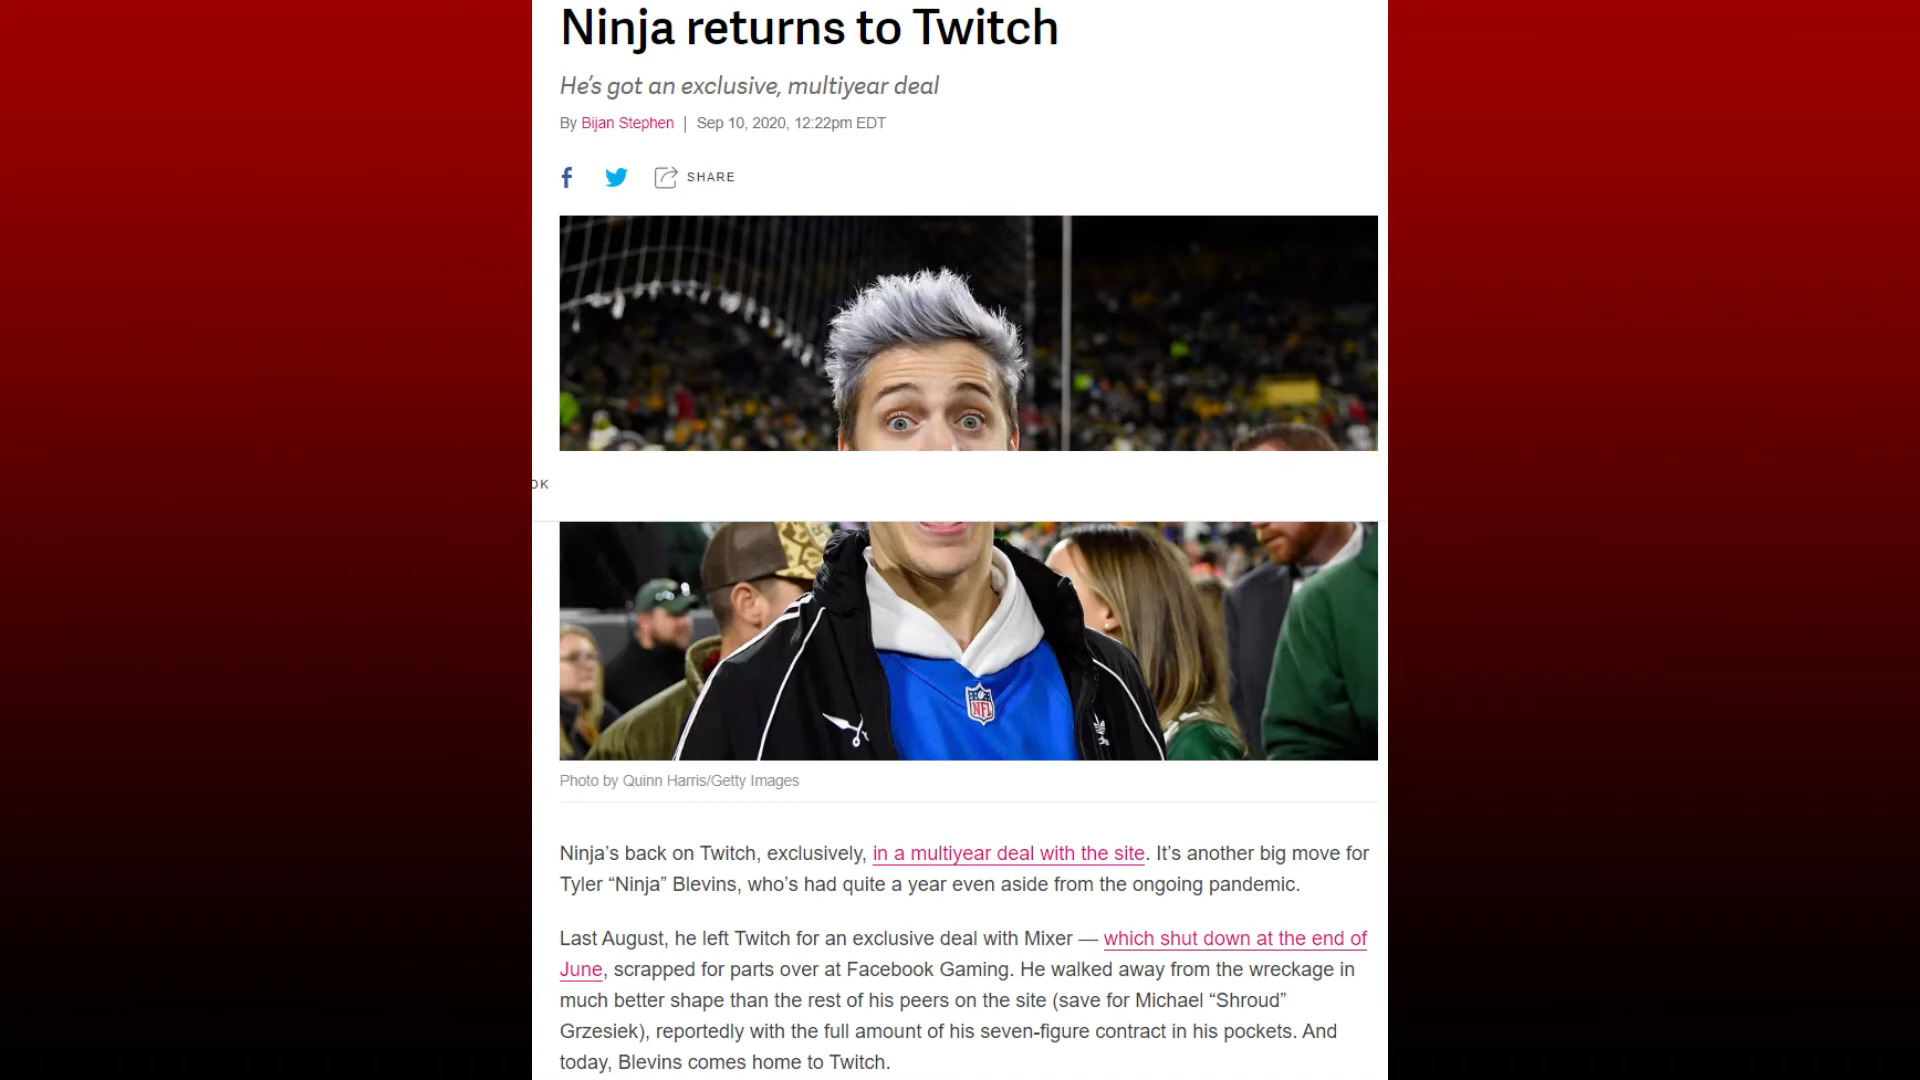 Ninja returns to Twitch
He's got an exclusive, multiyear deal
By Bijan Stephen | Sep 10, 2020, 12:22pm EDT
SHARE
OK
NFL
Photo by Quinn Harris/Getty Images
Ninja's back on Twitch, exclusively, in a multiyear deal with the site. It's another big move for
Tyler “Ninja” Blevins, who's had quite a year even aside from the ongoing pandemic.
Last August, he left Twitch for an exclusive deal with Mixer — which shut down at the end of
June, scrapped for parts over at Facebook Gaming. He walked away from the wreckage in
much better shape than the rest of his peers on the site (save for Michael “Shroud”
Grzesiek), reportedly with the full amount of his seven-figure contract in his pockets. And
today, Blevins comes home to Twitch.